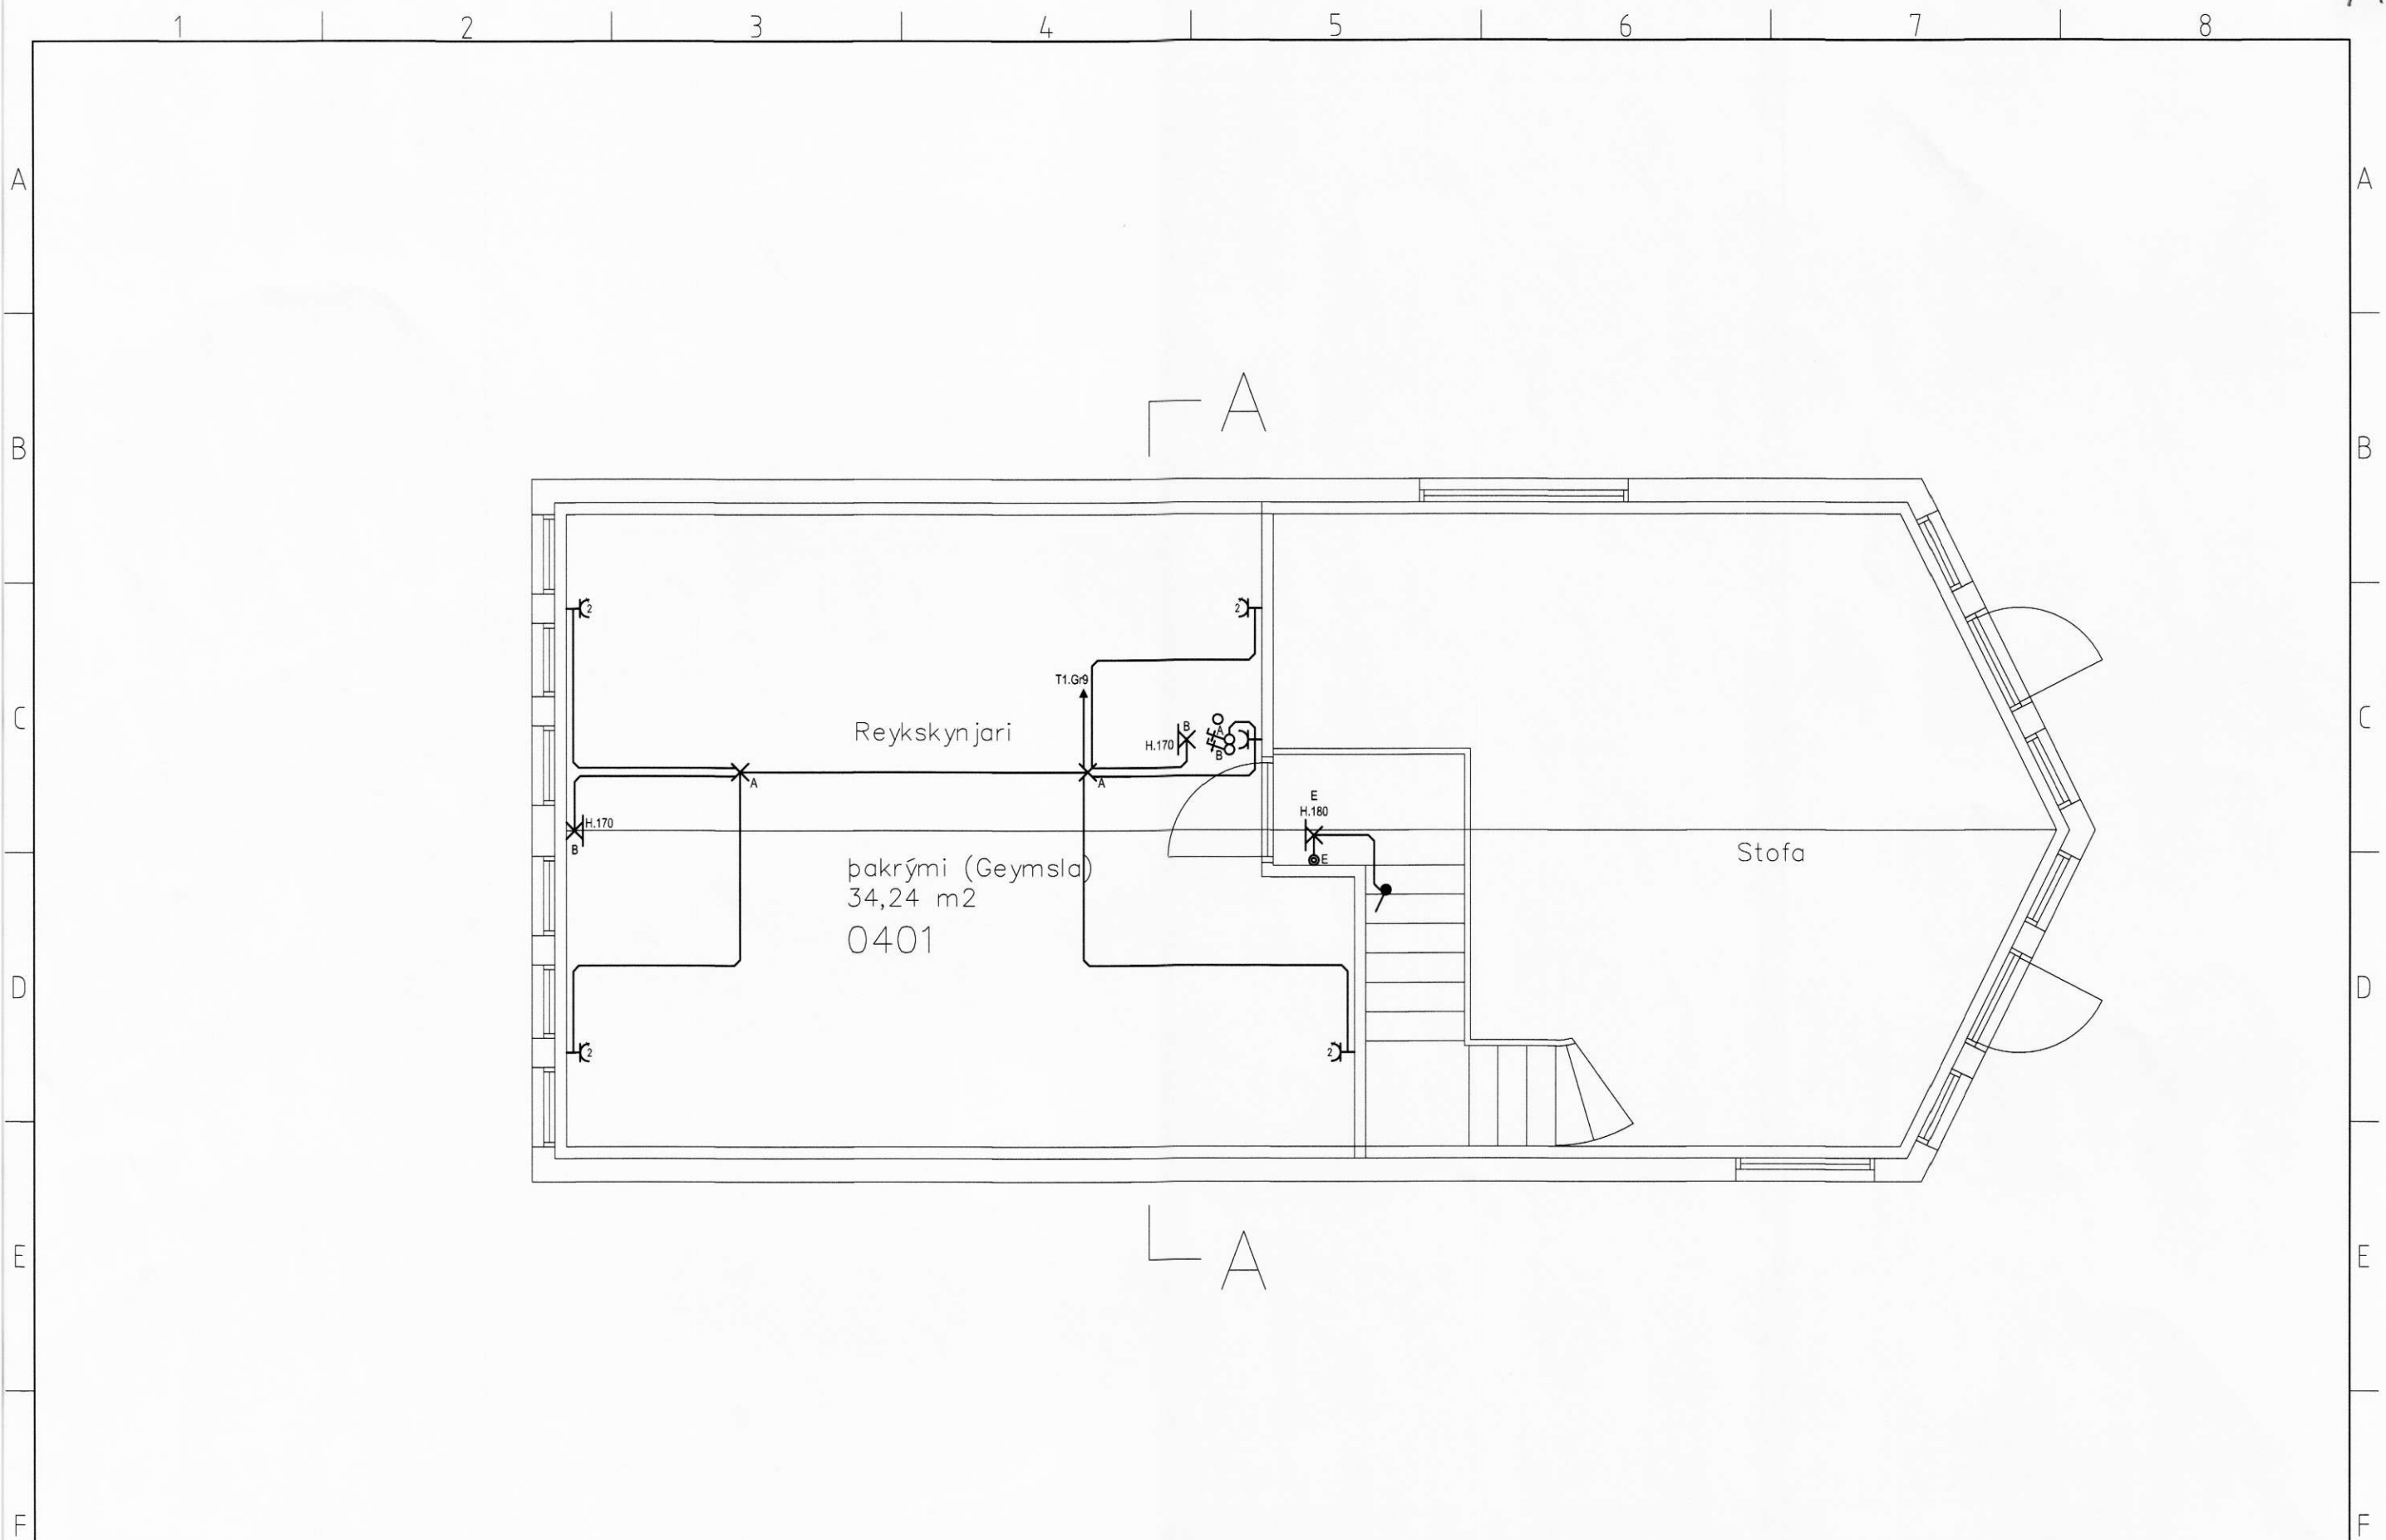 1 2 3 4 5 6 7 8
A A
A
B B
2 2
T1.Gr9
C C
Reykskynjari
B
A
H.170
B
A A
E
H.180
H.170
B
E
Stofa
þakrými (Geymsla)
34,24 m2
0401
D D
2 2
E E
A
F F